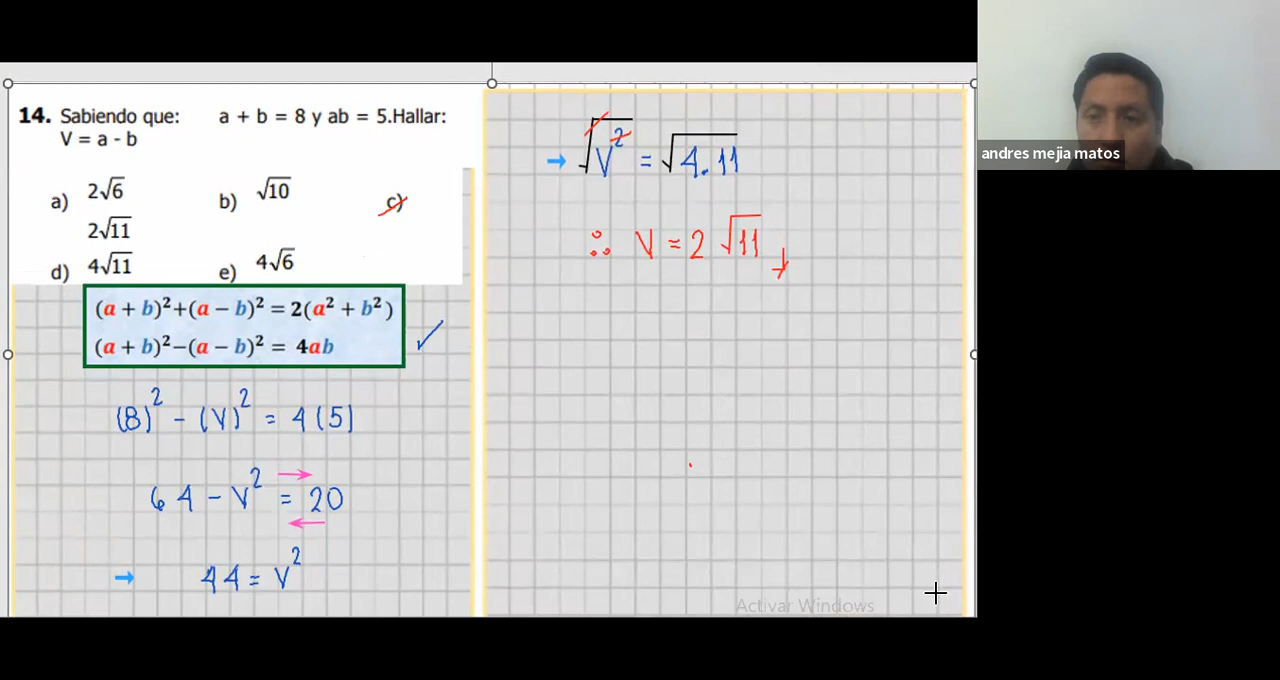 14. Sabiendo que: a + b = 8 y ab = 5.Hallar:
V = a - b
a) 2√6 b) √10 c)
2√11
d) 4√11 e) 4√6
(a + b)²+(a − b)² = 2(a² + b²)
(a + b)²−(a − b)² = 4ab
(8)² - (V)² = 4(5)
64 - V² = 20
→ 44 = V²
→ √V² = √4.11
∴ V = 2√11
andres mejia matos
Activar Windows